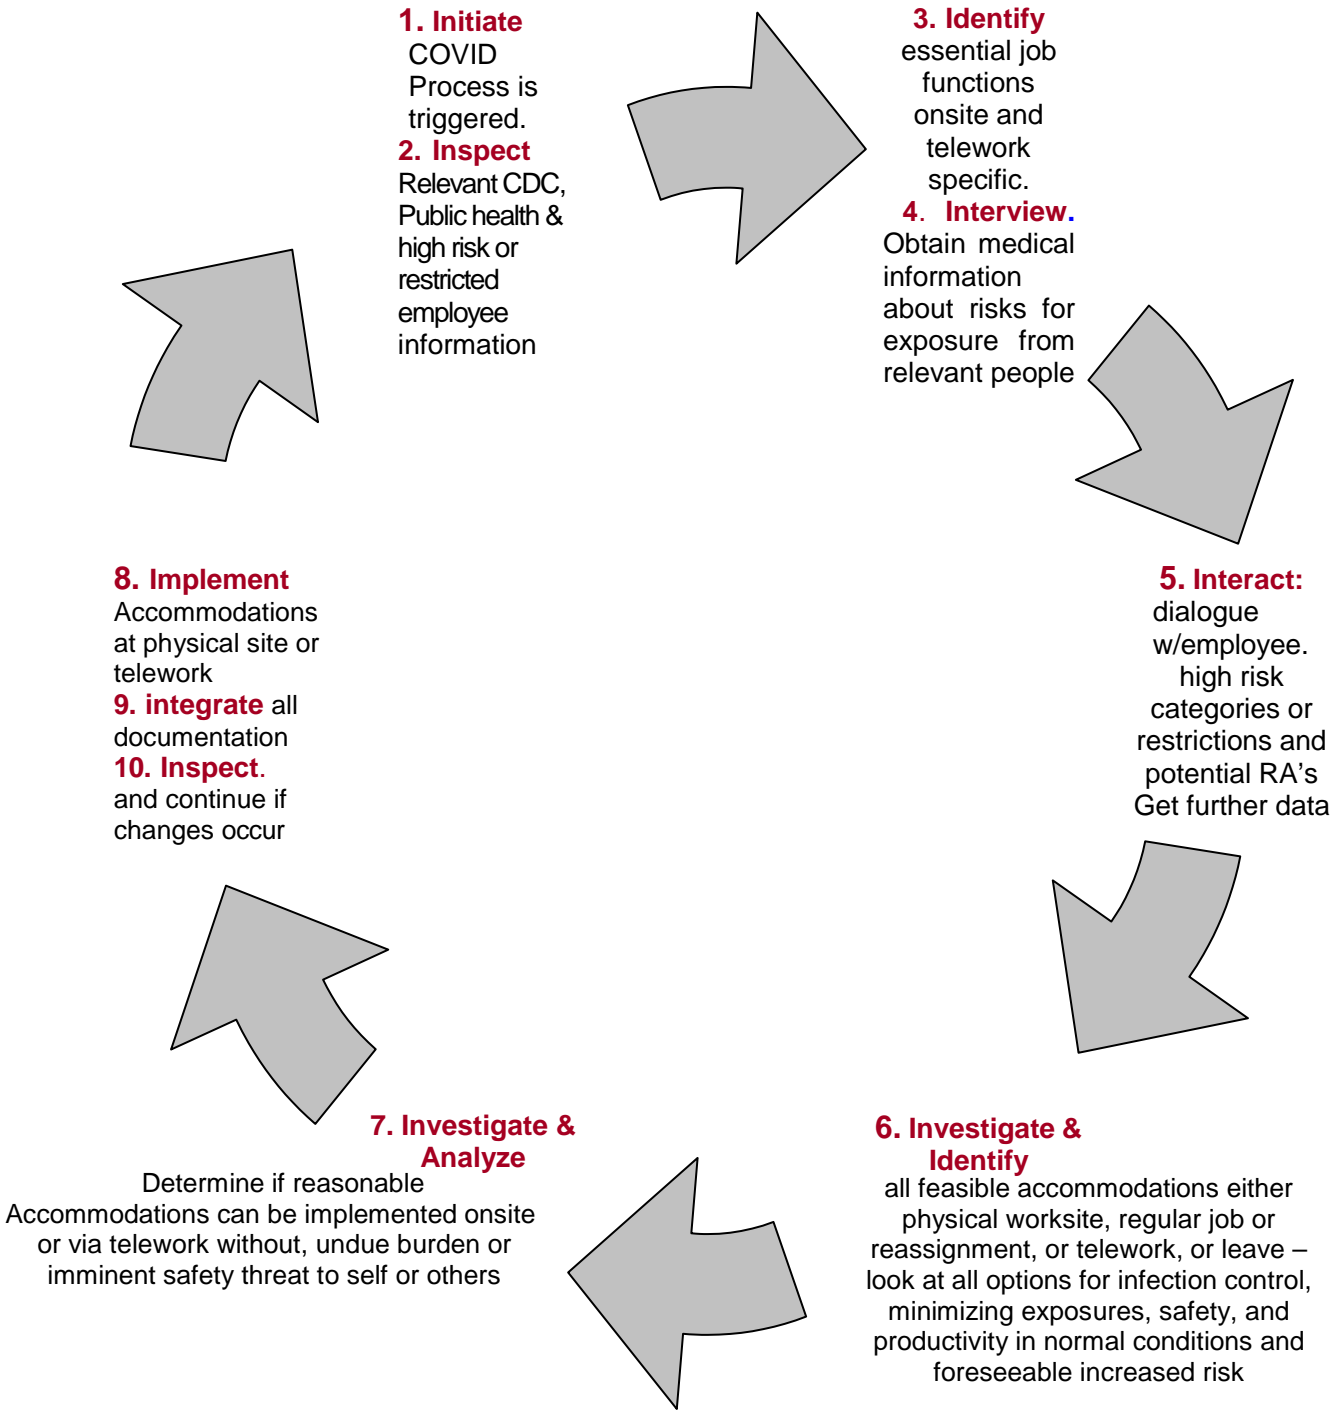 1. Initiate
COVID
Process is
triggered.
2. Inspect
Relevant CDC,
Public health &
high risk or
restricted
employee
information
3. Identify
essential job
functions
onsite and
telework
specific.
4. Interview.
Obtain medical
information
about risks for
exposure from
relevant people
5. Interact:
dialogue
w/employee.
high risk
categories or
restrictions and
potential RA’s
Get further data
6. Investigate &
Identify
all feasible accommodations either
physical worksite, regular job or
reassignment, or telework, or leave –
look at all options for infection control,
minimizing exposures, safety, and
productivity in normal conditions and
foreseeable increased risk
7. Investigate &
Analyze
Determine if reasonable
Accommodations can be implemented onsite
or via telework without, undue burden or
imminent safety threat to self or others
8. Implement
Accommodations
at physical site or
telework
9. integrate all
documentation
10. Inspect.
and continue if
changes occur